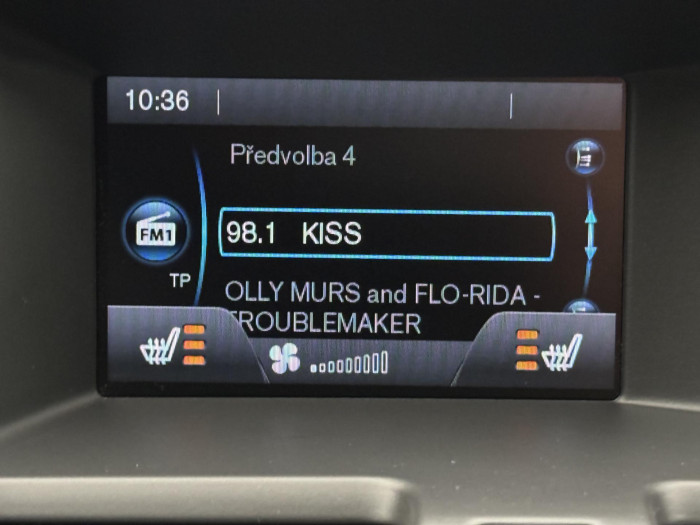 10:36
Předvolba 4
98.1 KISS
FM1
TP
OLLY MURS and FLO-RIDA -
TROUBLEMAKER